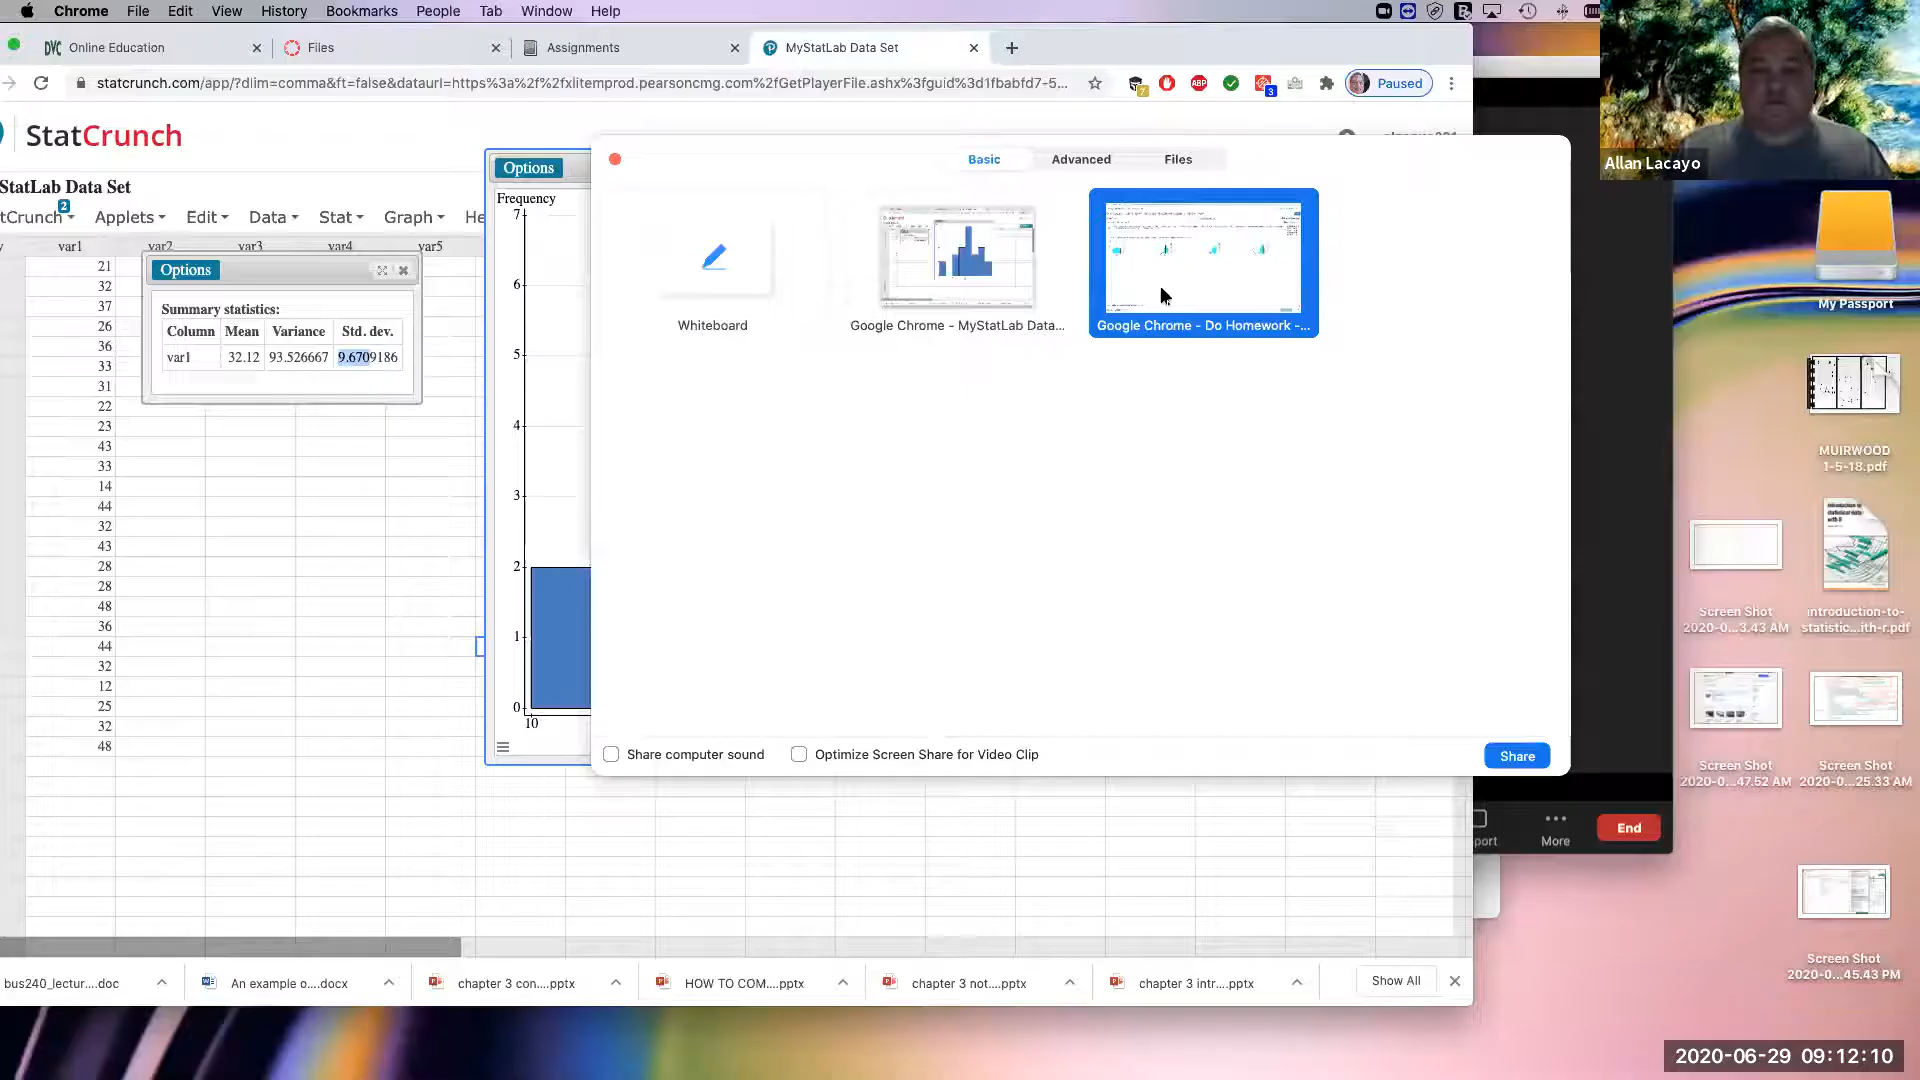 Chrome File Edit View History Bookmarks People Tab Window Help
DVC Online Education
Files
Assignments
MyStatLab Data Set
statcrunch.com/app/?dlim=comma&ft=false&dataurl=https%3a%2f%2fxlitemprod.pearsoncmg.com%2fGetPlayerFile.ashx%3fguid%3d1fbabfd7-5...
7
ABP
3
Paused
StatCrunch
StatLab Data Set
tCrunch
2
Applets Edit Data Stat Graph He
var1 var2 var3 var4 var5
21
32
37
26
36
33
31
22
23
43
33
14
44
32
43
28
28
48
36
44
32
12
25
32
48
Options
Summary statistics:
Column Mean Variance Std. dev.
var1 32.12 93.526667 9.6709186
Options
Frequency
7
6
5
4
3
2
1
0
10
Basic Advanced Files
Whiteboard
Google Chrome - MyStatLab Data...
Google Chrome - Do Homework -...
Share computer sound
Optimize Screen Share for Video Clip
Share
Allan Lacayo
port
More
End
My Passport
MUIRWOOD
1-5-18.pdf
Screen Shot
2020-0...3.43 AM
introduction-to-
statistic...ith-r.pdf
Screen Shot
2020-0...47.52 AM
Screen Shot
2020-0...25.33 AM
Screen Shot
2020-0...45.43 PM
bus240_lectur....doc
An example o....docx
chapter 3 con....pptx
HOW TO COM....pptx
chapter 3 not....pptx
chapter 3 intr....pptx
Show All
2020-06-29 09:12:10